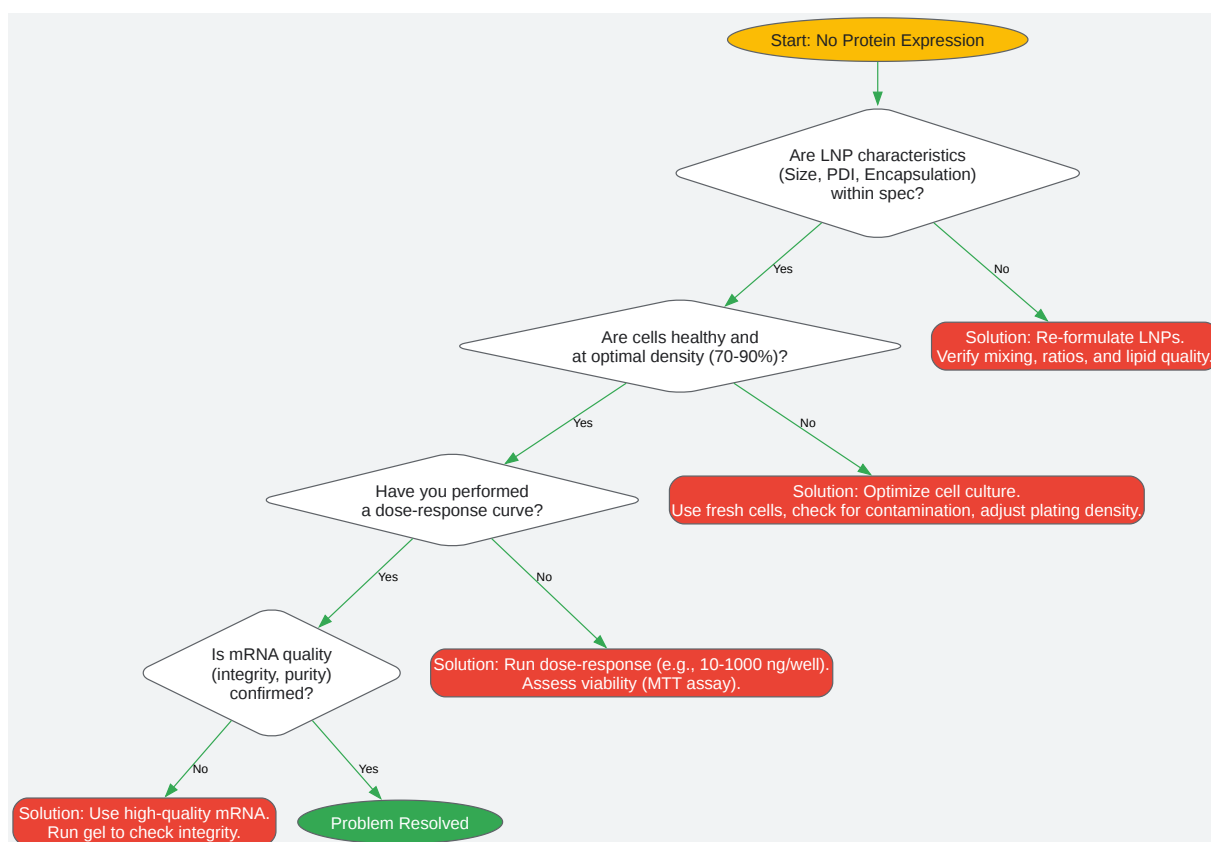 Start: No Protein Expression
Are LNP characteristics
(Size, PDI, Encapsulation)
within spec?
Yes
No
Are cells healthy and
at optimal density (70-90%)?
Solution: Re-formulate LNPs.
Verify mixing, ratios, and lipid quality.
Yes
No
Have you performed
a dose-response curve?
Solution: Optimize cell culture.
Use fresh cells, check for contamination, adjust plating density.
Yes
No
Is mRNA quality
(integrity, purity)
confirmed?
Solution: Run dose-response (e.g., 10-1000 ng/well).
Assess viability (MTT assay).
No
Yes
Solution: Use high-quality mRNA.
Run gel to check integrity.
Problem Resolved